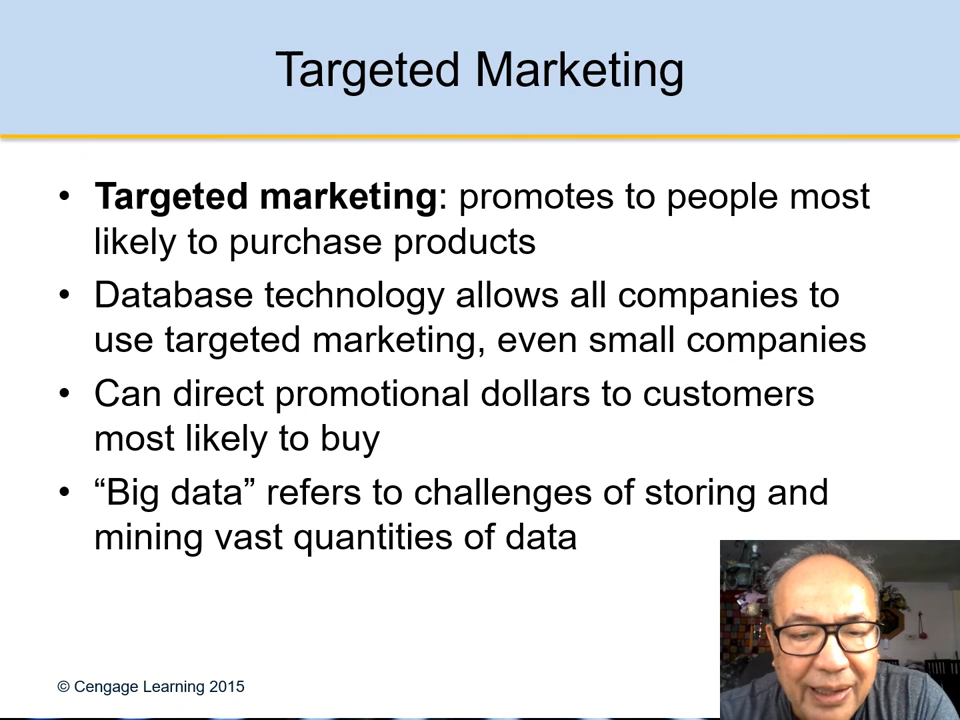 Targeted Marketing
• Targeted marketing: promotes to people most
likely to purchase products
• Database technology allows all companies to
use targeted marketing, even small companies
• Can direct promotional dollars to customers
most likely to buy
• “Big data” refers to challenges of storing and
mining vast quantities of data
© Cengage Learning 2015